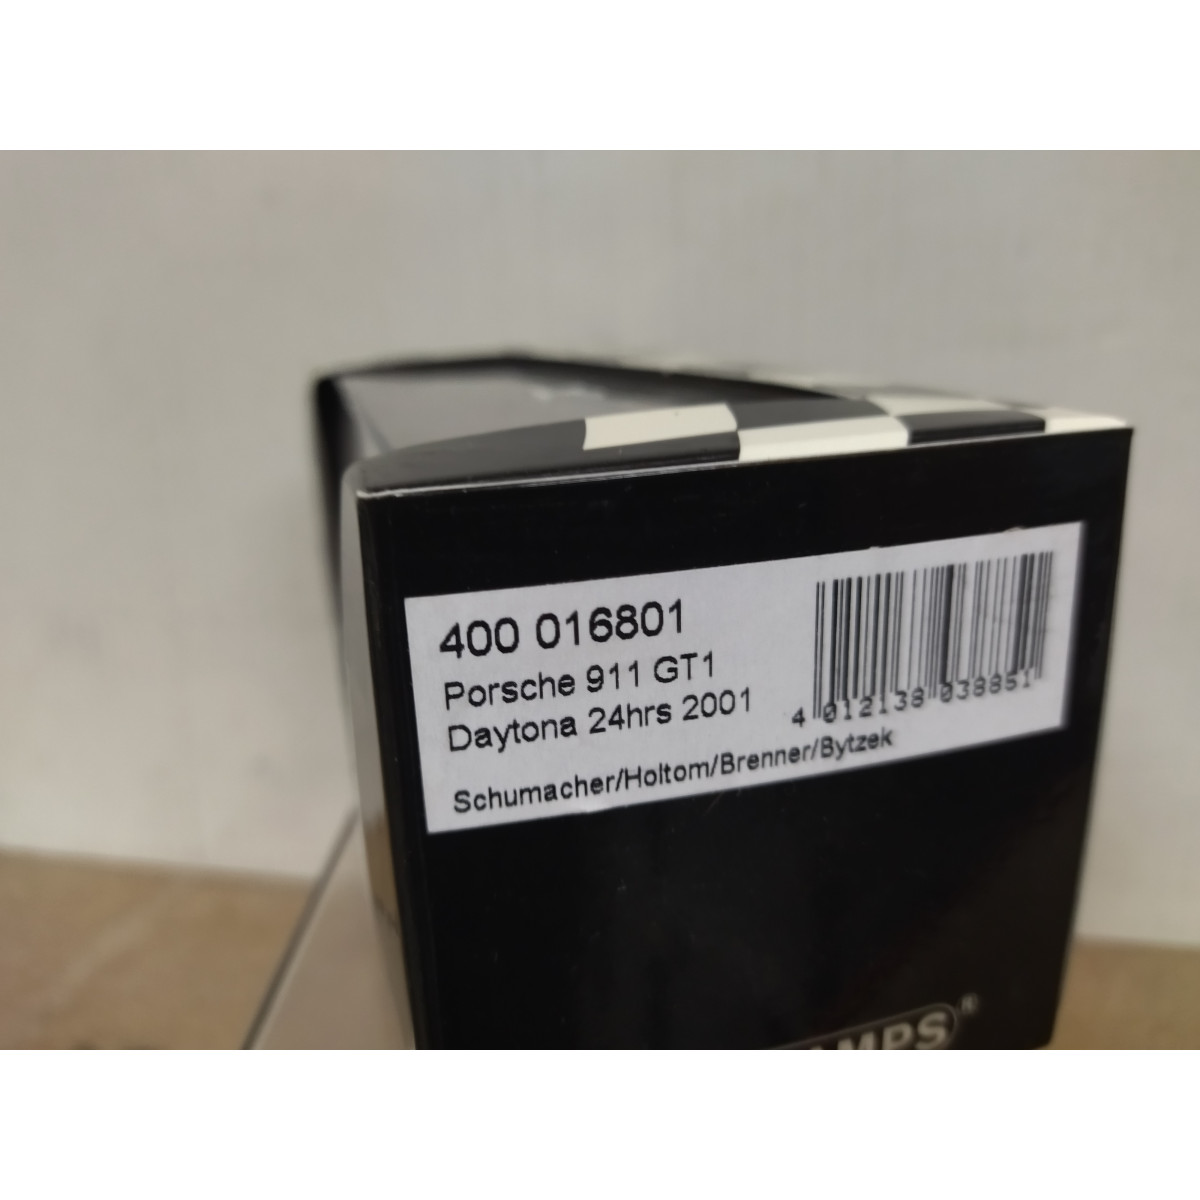 400 016801
Porsche 911 GT1
Daytona 24hrs 2001
Schumacher/Holtom/Brenner/Bytzek
4 012138 038851
®